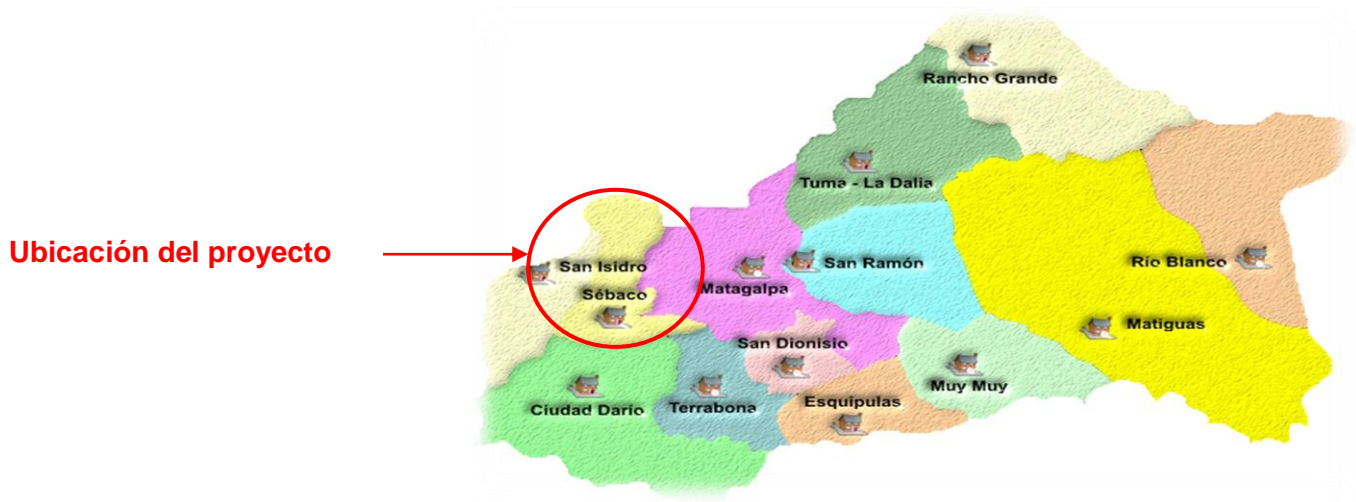 Rancho Grande
Tuma - La Dalia
Ubicación del proyecto
San Isidro
Sébaco
Matagalpa
San Ramón
Río Blanco
Matiguas
San Dionisio
Muy Muy
Ciudad Dario
Terrabona
Esquipulas